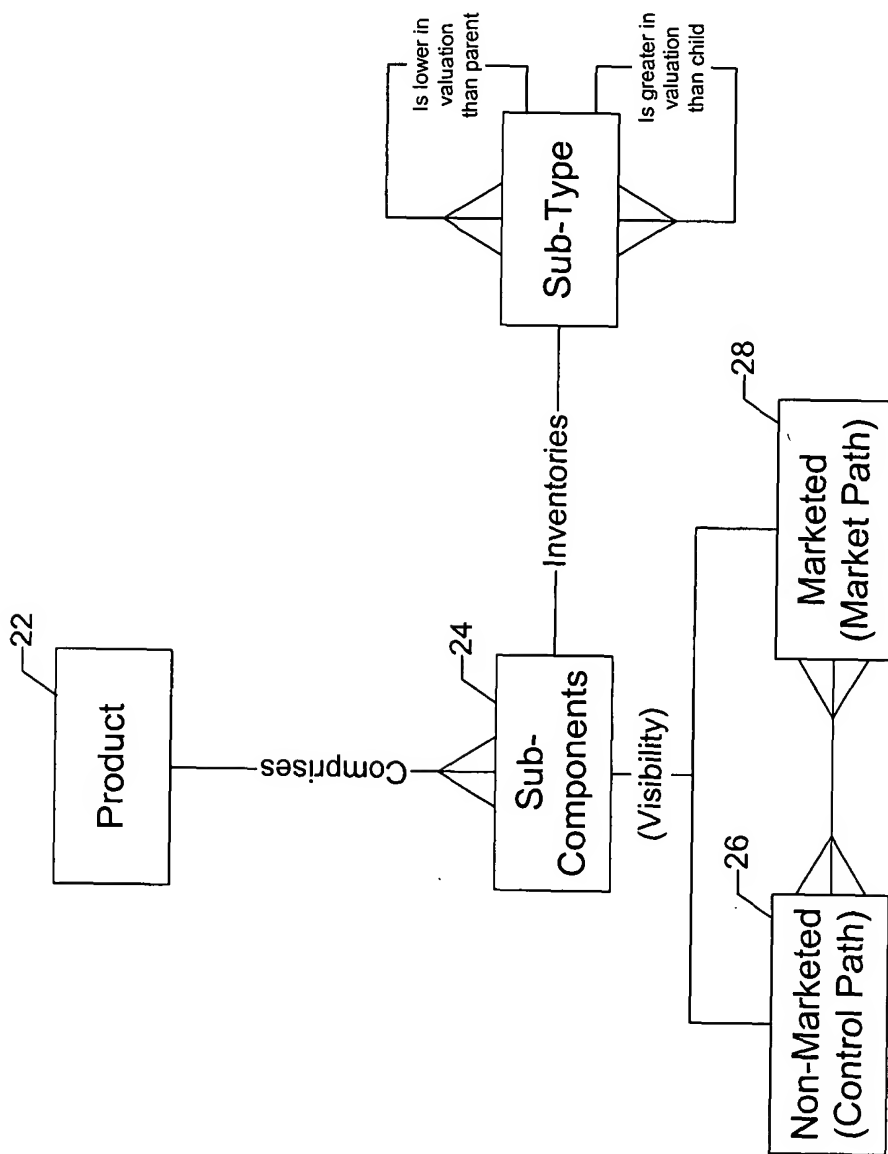 22
Product
Comprises
24
Sub-
Components
Inventories
Sub-Type
Is lower in
valuation
than parent
Is greater in
valuation
than child
(Visibility)
26
Non-Marketed
(Control Path)
28
Marketed
(Market Path)